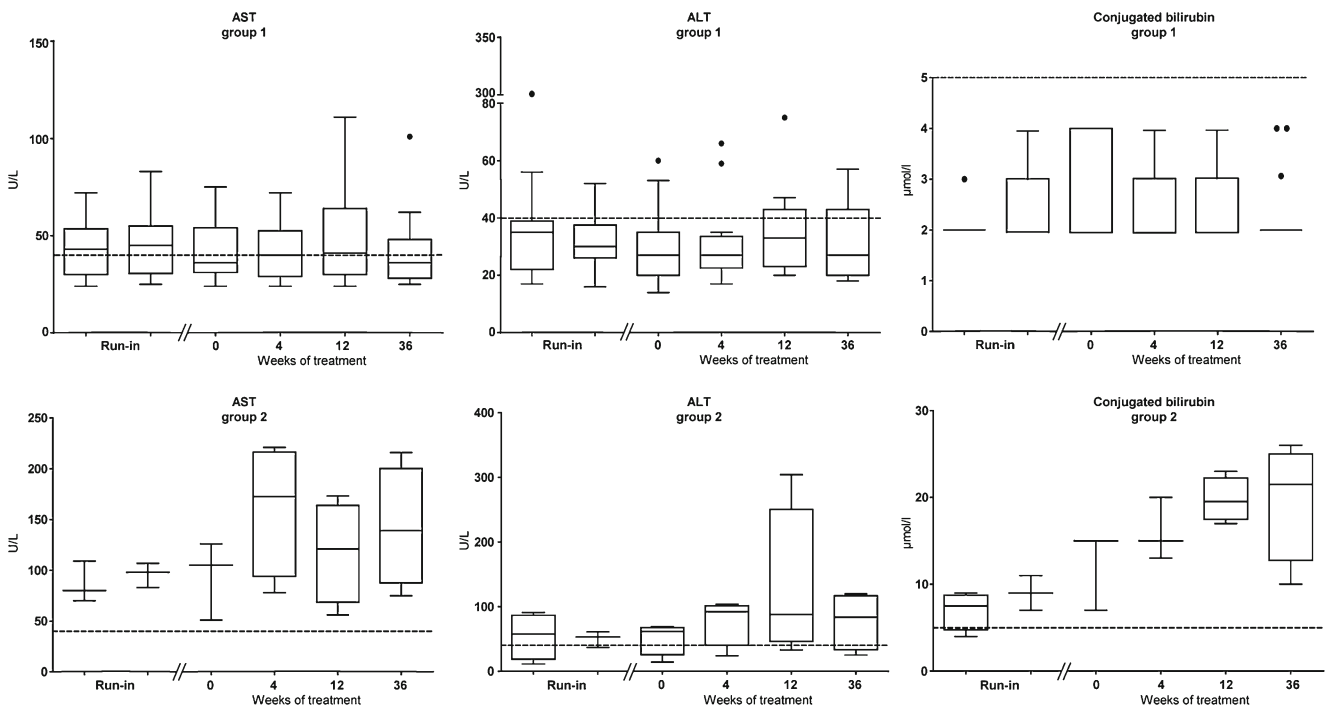 AST
group 1
150
100
50
0
U/L
Run-in
0
4
12
36
Weeks of treatment
ALT
group 1
350
300
80
60
40
20
0
U/L
Run-in
0
4
12
36
Weeks of treatment
Conjugated bilirubin
group 1
5
4
3
2
1
0
µmol/l
Run-in
0
4
12
36
Weeks of treatment
AST
group 2
250
200
150
100
50
0
U/L
Run-in
0
4
12
36
Weeks of treatment
ALT
group 2
400
300
200
100
0
U/L
Run-in
0
4
12
36
Weeks of treatment
Conjugated bilirubin
group 2
30
20
10
0
µmol/l
Run-in
0
4
12
36
Weeks of treatment